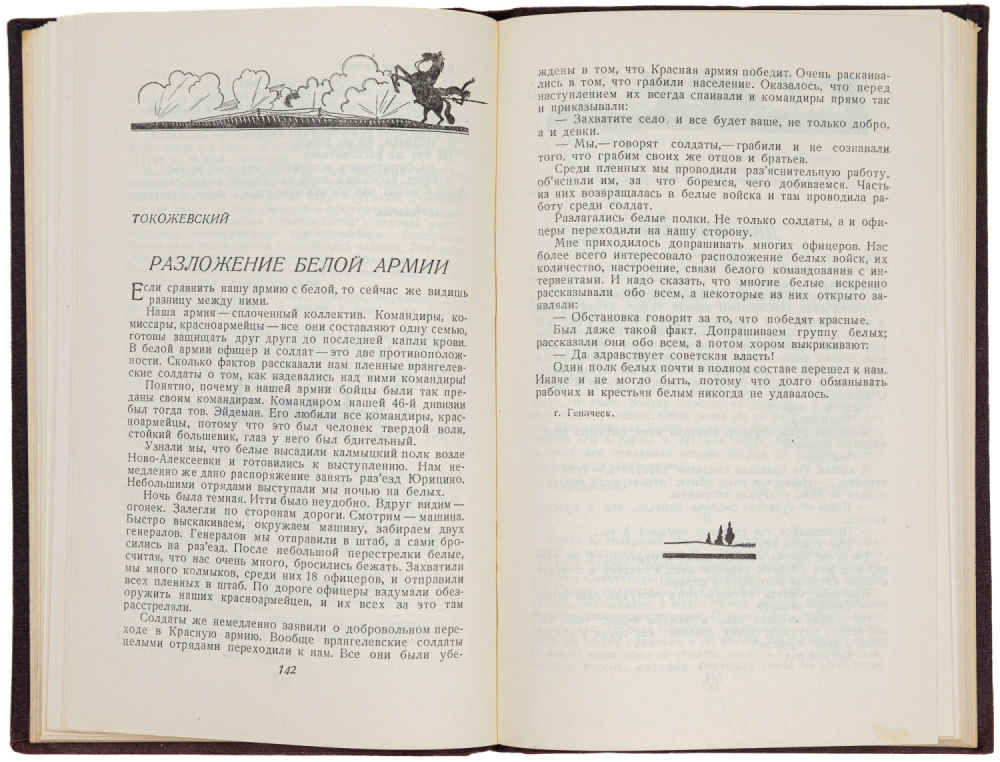 ТОКОЖЕВСКИЙ
РАЗЛОЖЕНИЕ БЕЛОЙ АРМИИ
Если сравнить нашу армию с белой, то сейчас же видишь
разницу между ними.
Наша армия — сплоченный коллектив. Командиры, ко-
миссары, красноармейцы — все они составляют одну семью,
готовы защищать друг друга до последней капли крови.
В белой армии офицер и солдат — это две противополож-
ности. Сколько фактов рассказали нам пленные врангелев-
ские солдаты о том, как издевались над ними командиры!
Понятно, почему в нашей армии бойцы были так пре-
даны своим командирам. Командиром нашей 46-й дивизии
был тогда тов. Эйдеман. Его любили все командиры, крас-
ноармейцы, потому что это был человек твердой воли,
стойкий большевик, глаз у него был бдительный.
Узнали мы, что белые высадили калмыцкий полк возле
Ново-Алексеевки и готовились к выступлению. Нам не-
медленно же дано распоряжение занять раз'езд Юрицино.
Небольшими отрядами выступали мы ночью на белых.
Ночь была темная. Итти было неудобно. Вдруг видим —
огонек. Залегли по сторонам дороги. Смотрим — машина.
Быстро выскакиваем, окружаем машину, забираем двух
генералов. Генералов мы отправили в штаб, а сами бро-
сились на раз'езд. После небольшой перестрелки белые,
считая, что нас очень много, бросились бежать. Захватили
мы много колмыков, среди них 18 офицеров, и отправили
всех пленных в штаб. По дороге офицеры вздумали обез-
оружить наших красноармейцев, и их всех за это там
расстреляли.
Солдаты же немедленно заявили о добровольном пере-
ходе в Красную армию. Вообще врангелевские солдаты
целыми отрядами переходили к нам. Все они были убе-
142
ждены в том, что Красная армия победит. Очень раскаива-
лись в том, что грабили население. Оказалось, что перед
наступлением их всегда спаивали и командиры прямо так
и приказывали:
— Захватите село, и все будет ваше, не только добро,
а и девки.
— Мы,— говорят солдаты,— грабили и не сознавали
того, что грабим своих же отцов и братьев.
Среди пленных мы проводили раз'яснительную работу,
об'ясняли им, за что боремся, чего добиваемся. Часть
из них возвращалась в белые войска и там проводила ра-
боту среди солдат.
Разлагались белые полки. Не только солдаты, а и офи-
церы переходили на нашу сторону.
Мне приходилось допрашивать многих офицеров. Нас
более всего интересовало расположение белых войск, их
количество, настроение, связи белого командования с ин-
тервентами. И надо сказать, что многие белые искренно
рассказывали обо всем, а некоторые из них открыто за-
являли:
— Обстановка говорит за то, что победят красные.
Был даже такой факт. Допрашиваем группу белых;
рассказали они обо всем, а потом хором выкрикивают:
— Да здравствует советская власть!
Один полк белых почти в полном составе перешел к нам.
Иначе и не могло быть, потому что долго обманывать
рабочих и крестьян белым никогда не удавалось.
г. Геническ.